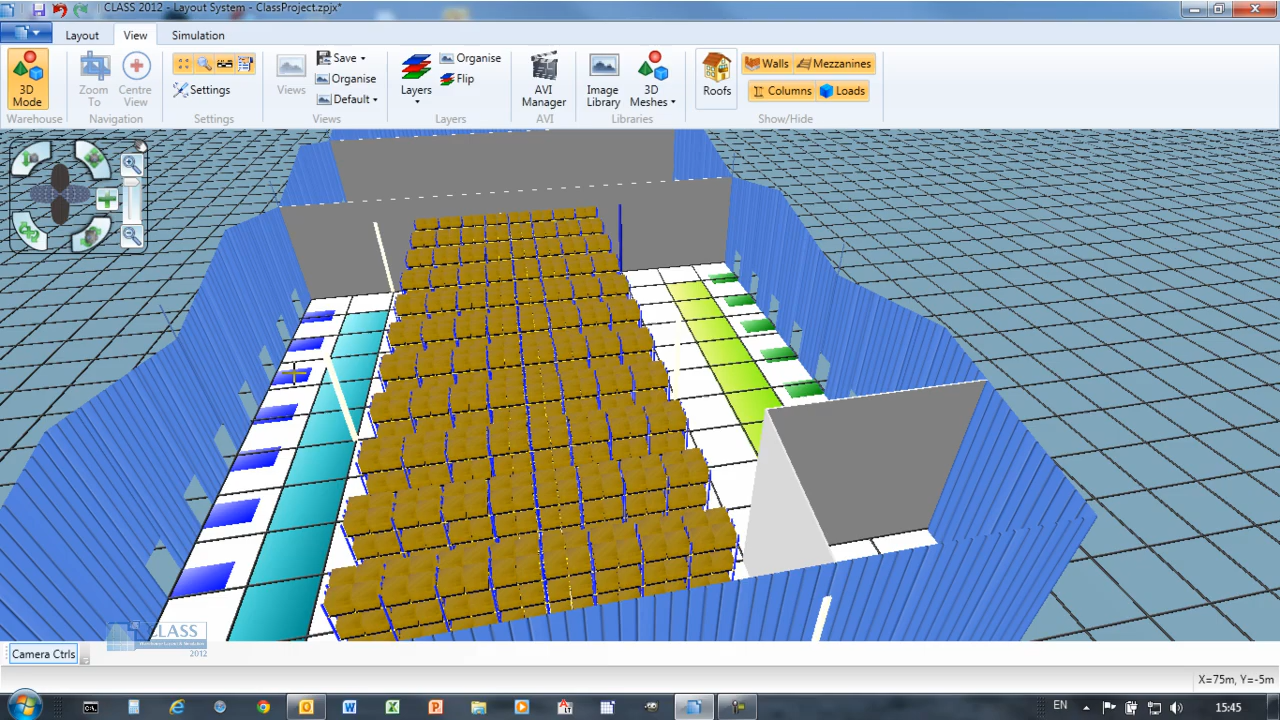 CLASS 2012 - Layout System - ClassProject.zpjx*
Layout View Simulation
3D Mode
Zoom To
Centre View
Settings
Views
Save
Organise
Default
Layers
Organise
Flip
AVI Manager
Image Library
3D Meshes
Roofs
Walls
Mezzanines
Columns
Loads
Warehouse Navigation Settings Views Layers AVI Libraries Show/Hide
CLASS
2012
Camera Ctrls
X=75m, Y=-5m
EN 15:45